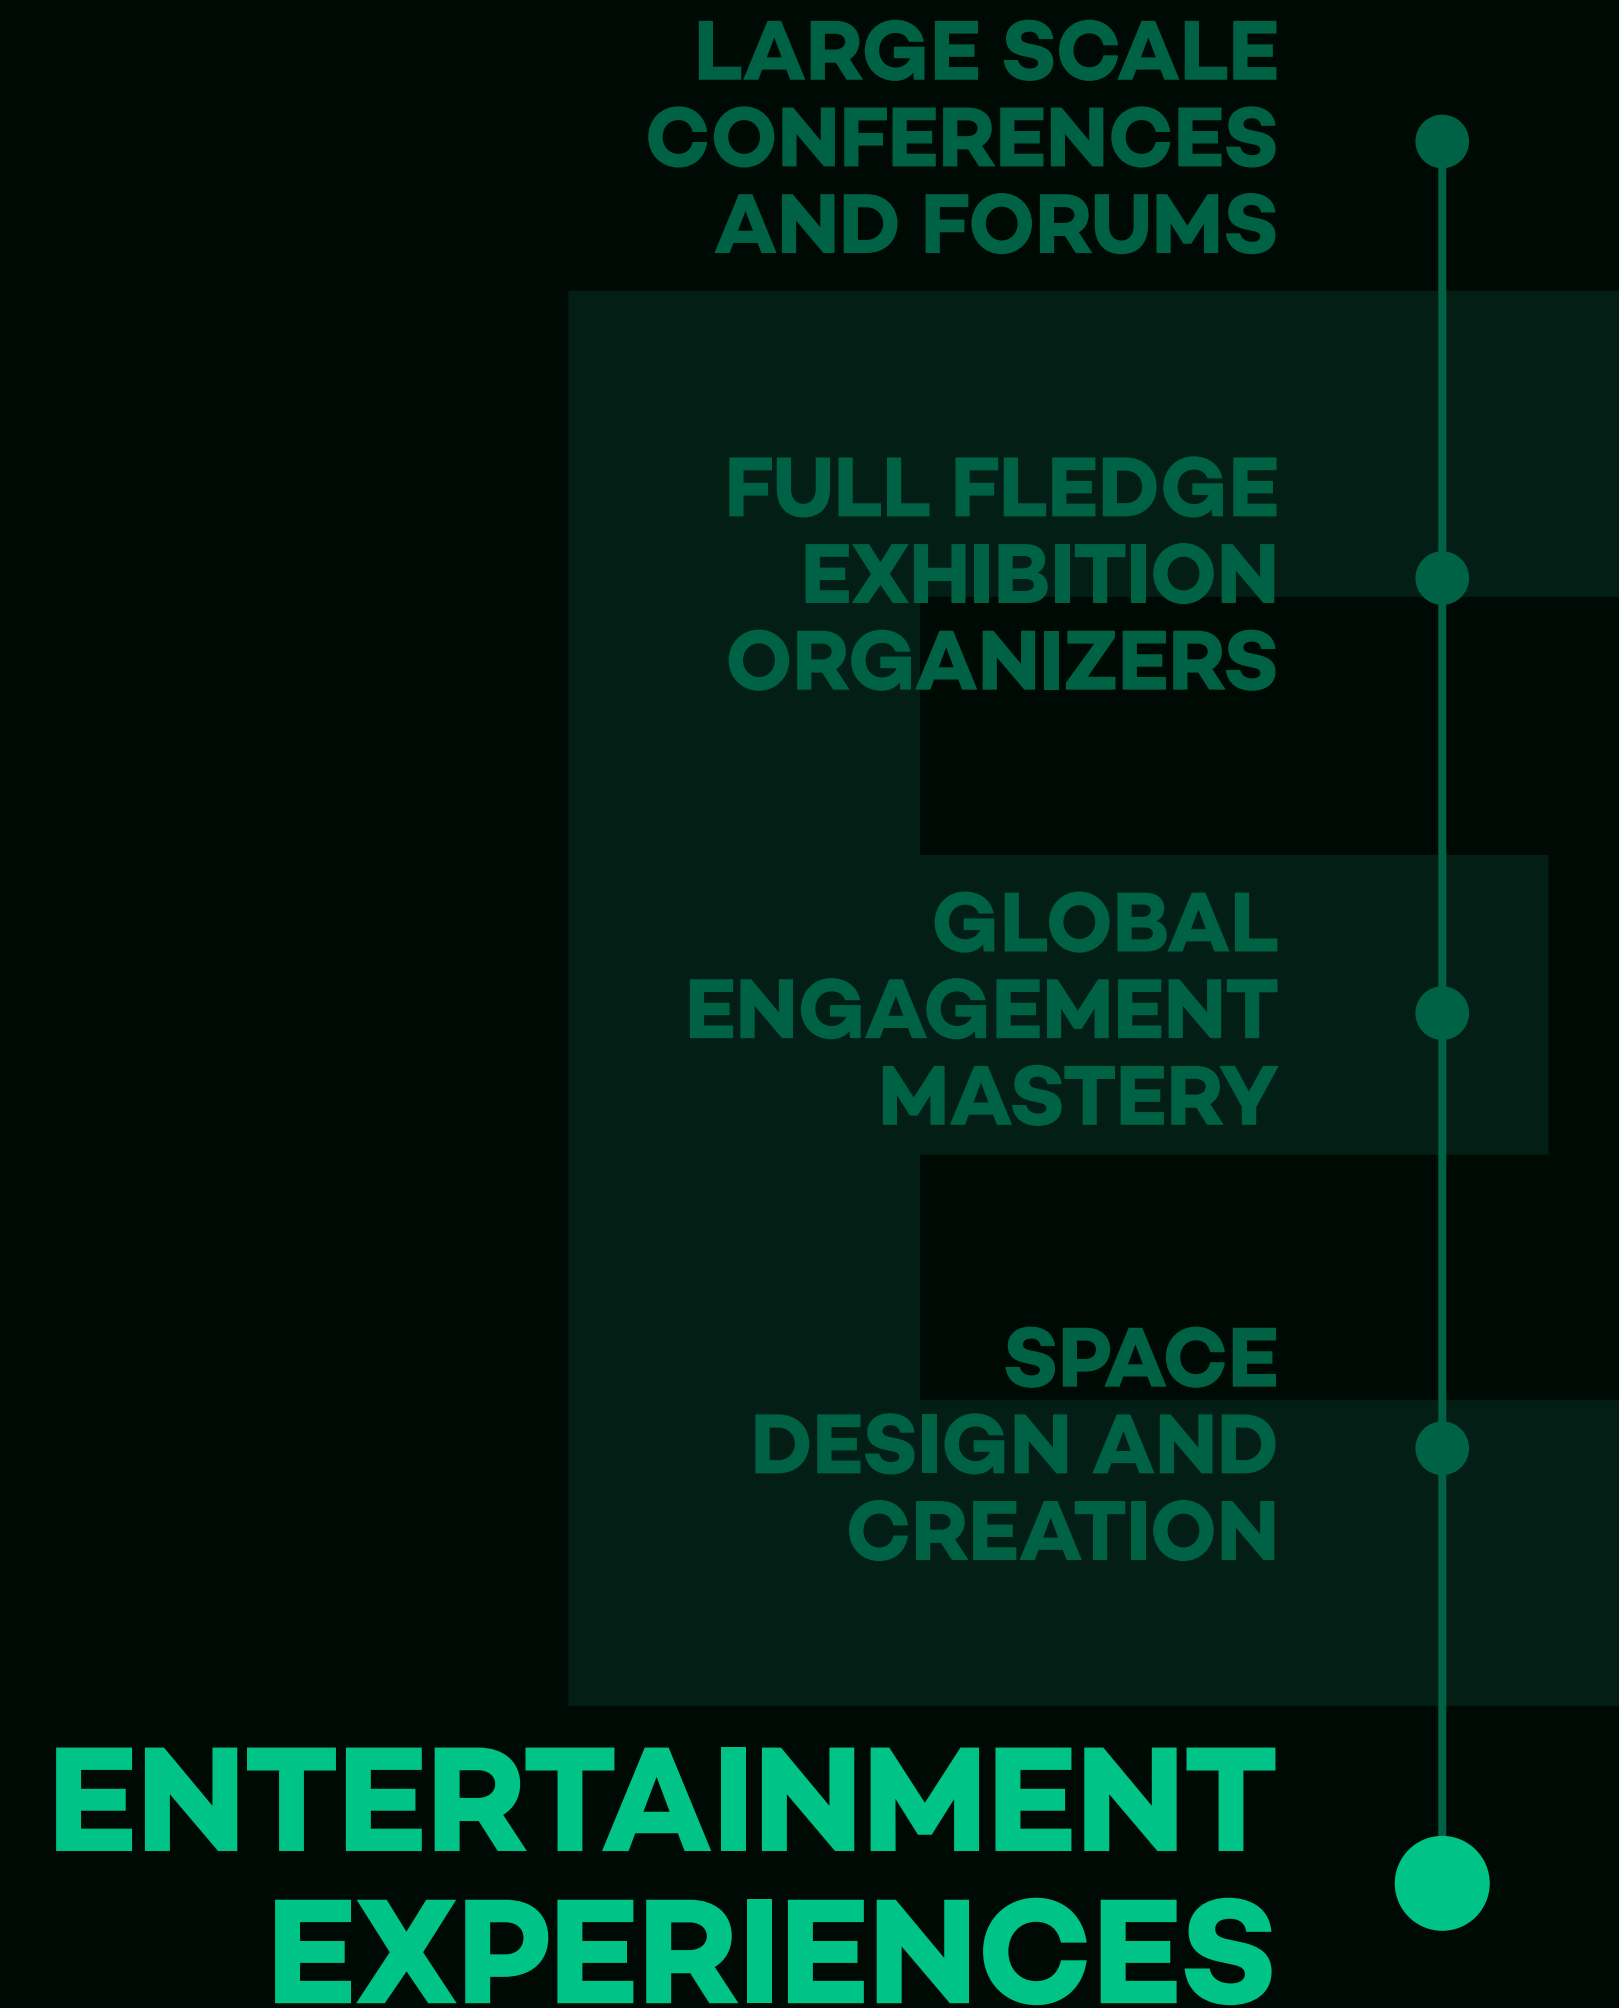 LARGE SCALE
CONFERENCES
AND FORUMS
FULL FLEDGE
EXHIBITION
ORGANIZERS
GLOBAL
ENGAGEMENT
MASTERY
SPACE
DESIGN AND
CREATION
ENTERTAINMENT
EXPERIENCES